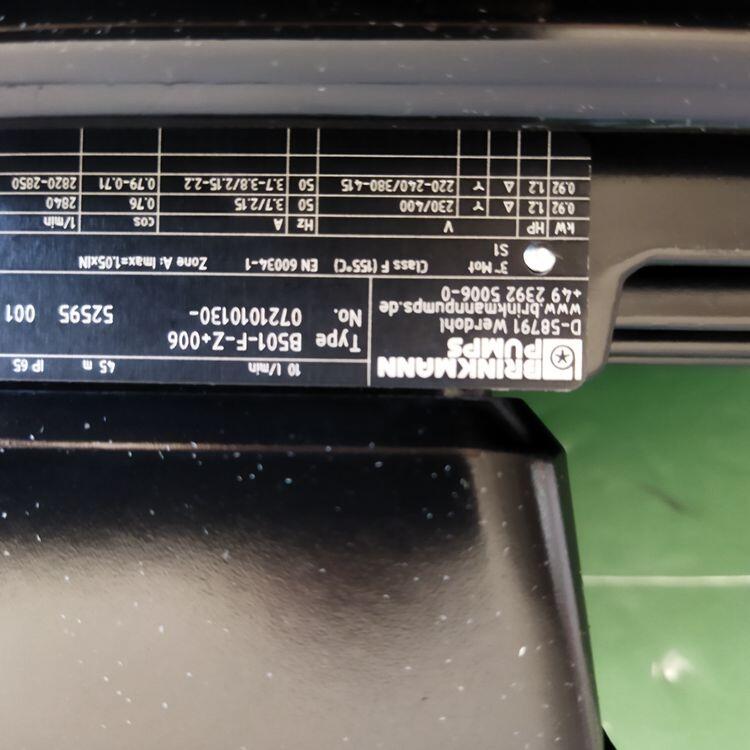 BRINKMANN
PUMPS
D-58791 Werdohl
www.brinkmannpumps.de
+49 2392 5006-0
10 l/min 45 m IP 65
Type B501-F-Z+006
No. 072101030- 52595 001
3~ Mot Class F (155°C) EN 60034-1 Zone A: Imax=1.05xIN
S1
kW HP V Hz A cos l/min
0.92 1.2 Δ Y 230/400 50 3.7/2.15 0.76 2840
0.92 1.2 Δ Y 220-240/380-415 50 3.7-3.8/2.15-2.2 0.79-0.71 2820-2850